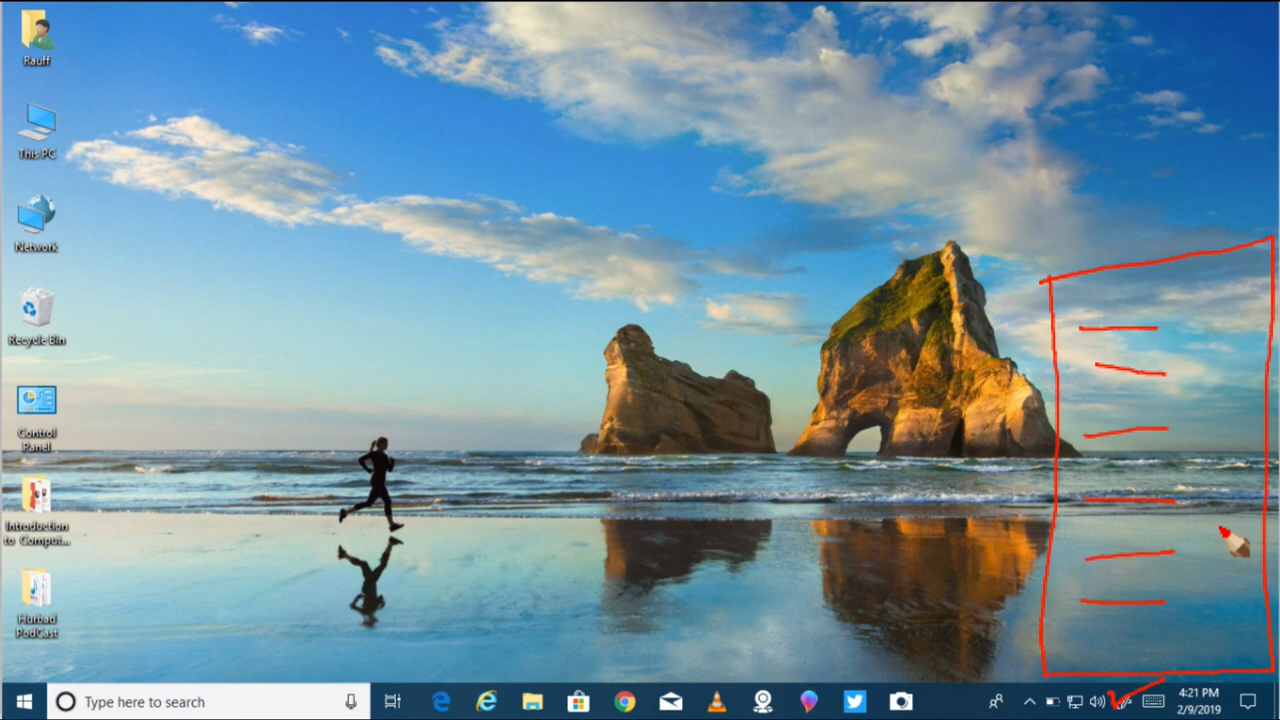 Rauff
This PC
Network
Recycle Bin
Control
Panel
Introduction
to Comput...
Hurbad
PodCast
Type here to search
4:21 PM
2/9/2019